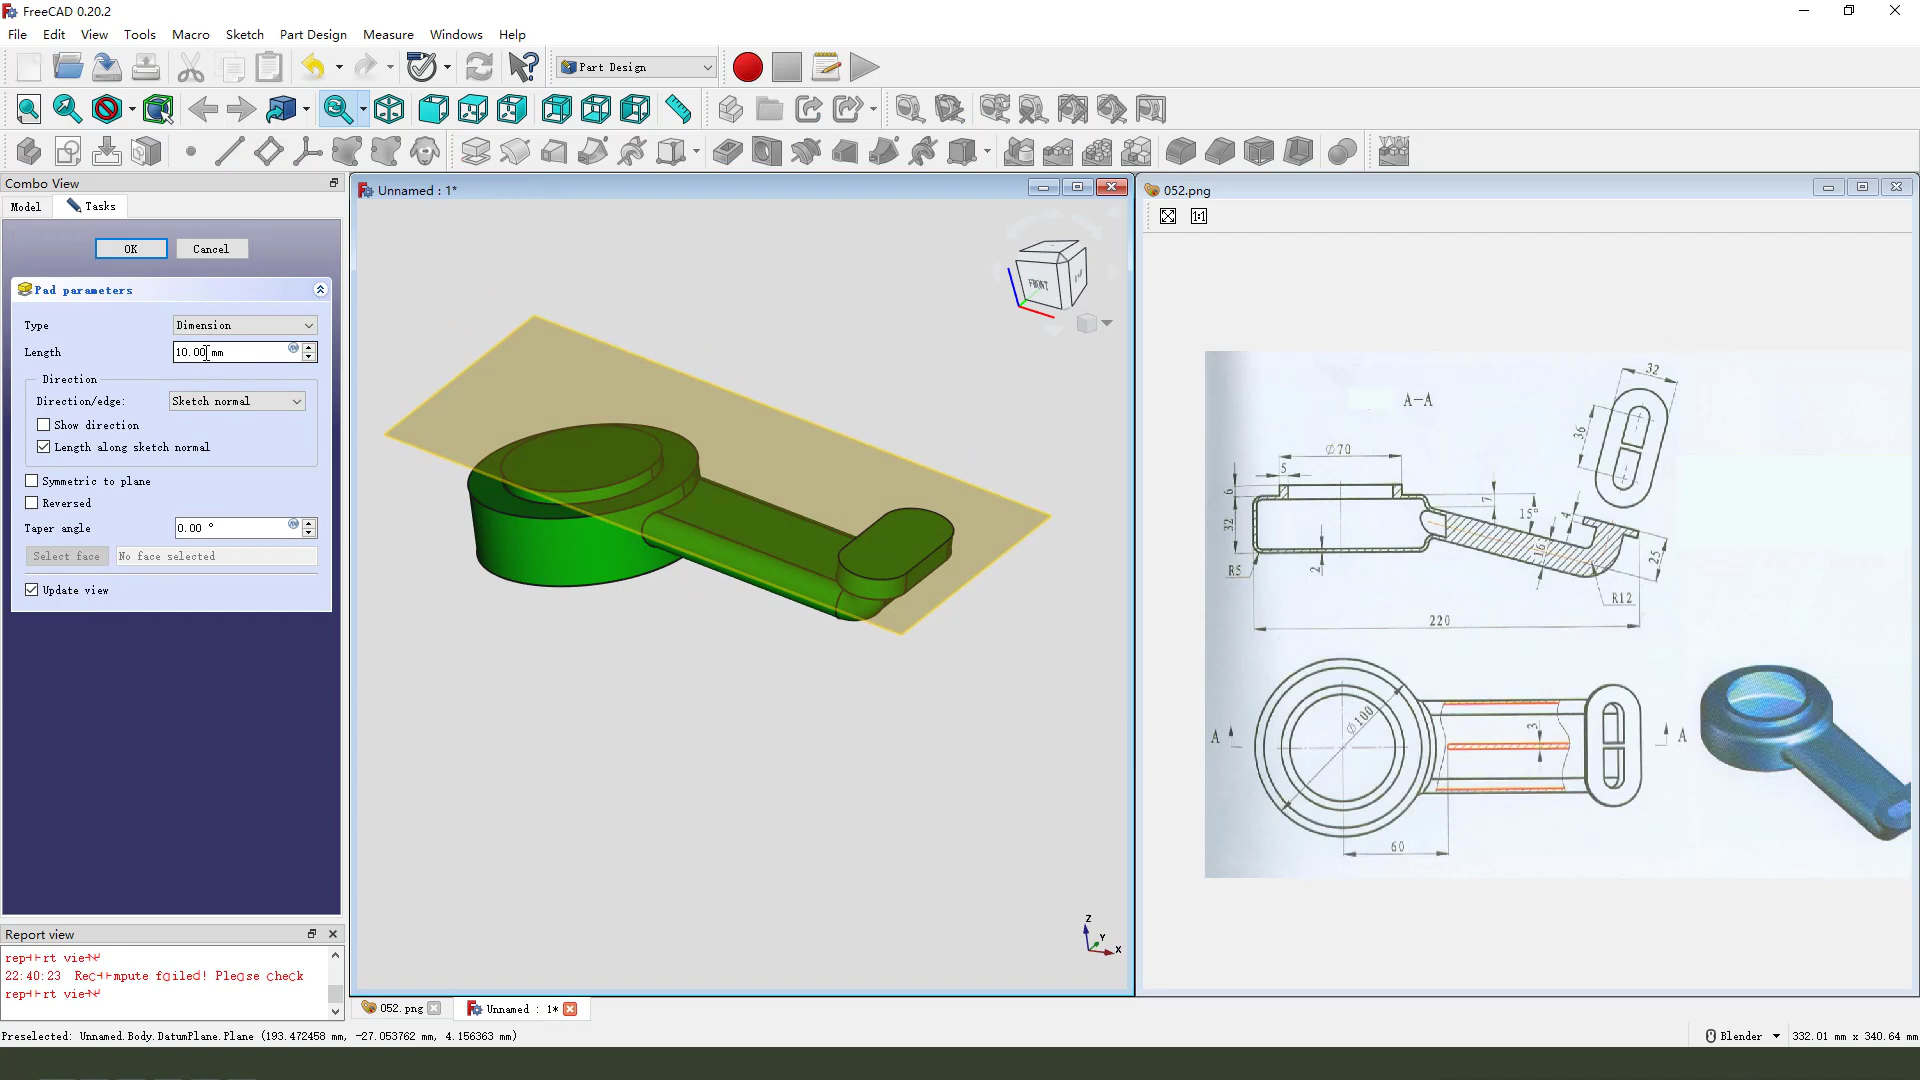 FreeCAD 0.20.2
File Edit View Tools Macro Sketch Part Design Measure Windows Help
Part Design
Combo View
Model Tasks
OK Cancel
Pad parameters
Type Dimension
Length 10.00 mm
Direction
Direction/edge: Sketch normal
Show direction
Length along sketch normal
Symmetric to plane
Reversed
Taper angle 0.00 °
Select face No face selected
Update view
Report view
22:40:23
Unnamed : 1*
FRONT
Z
Y
X
052.png
1:1
A-A
32
36
Ø70
5
6
7
15°
4
32
16
25
R5
2
R12
220
Ø100
3
A
A
60
052.png Unnamed : 1*
Preselected: Unnamed.Body.DatumPlane.Plane (193.472458 mm, -27.053762 mm, 4.156363 mm)
Blender 332.01 mm x 340.64 mm